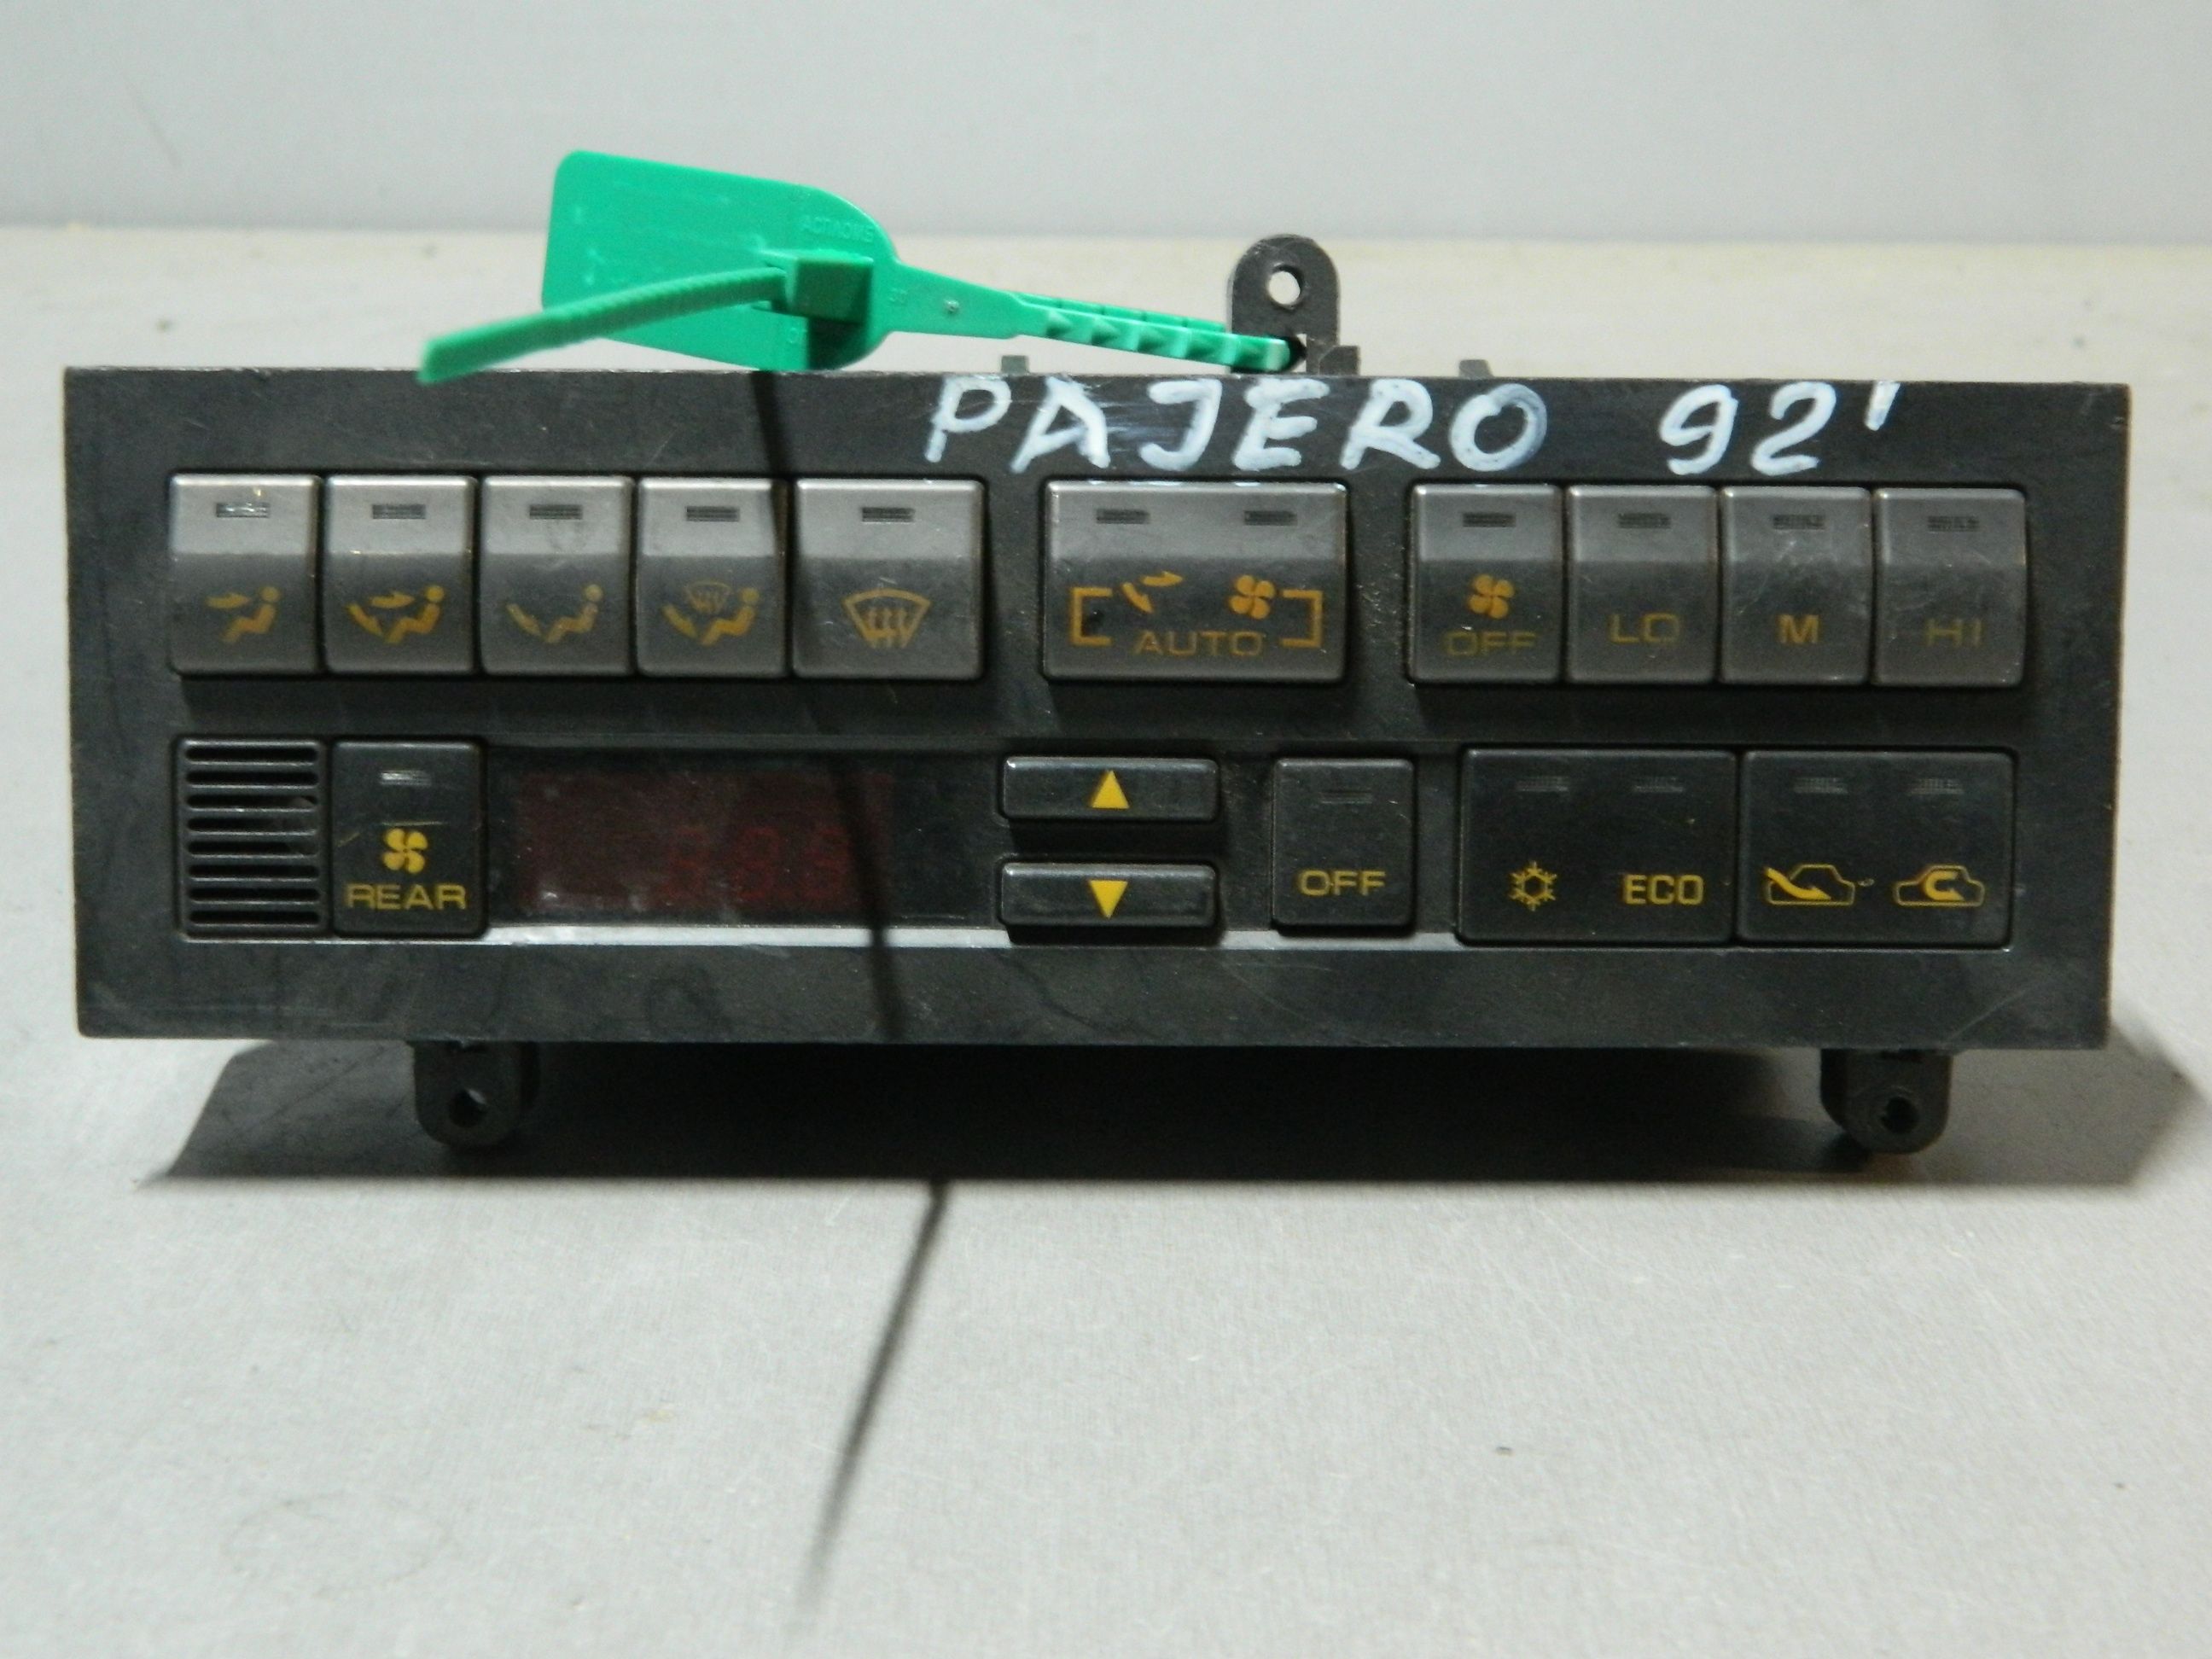 PAJERO 92'
AUTO
OFF LO M HI
REAR
OFF
ECO